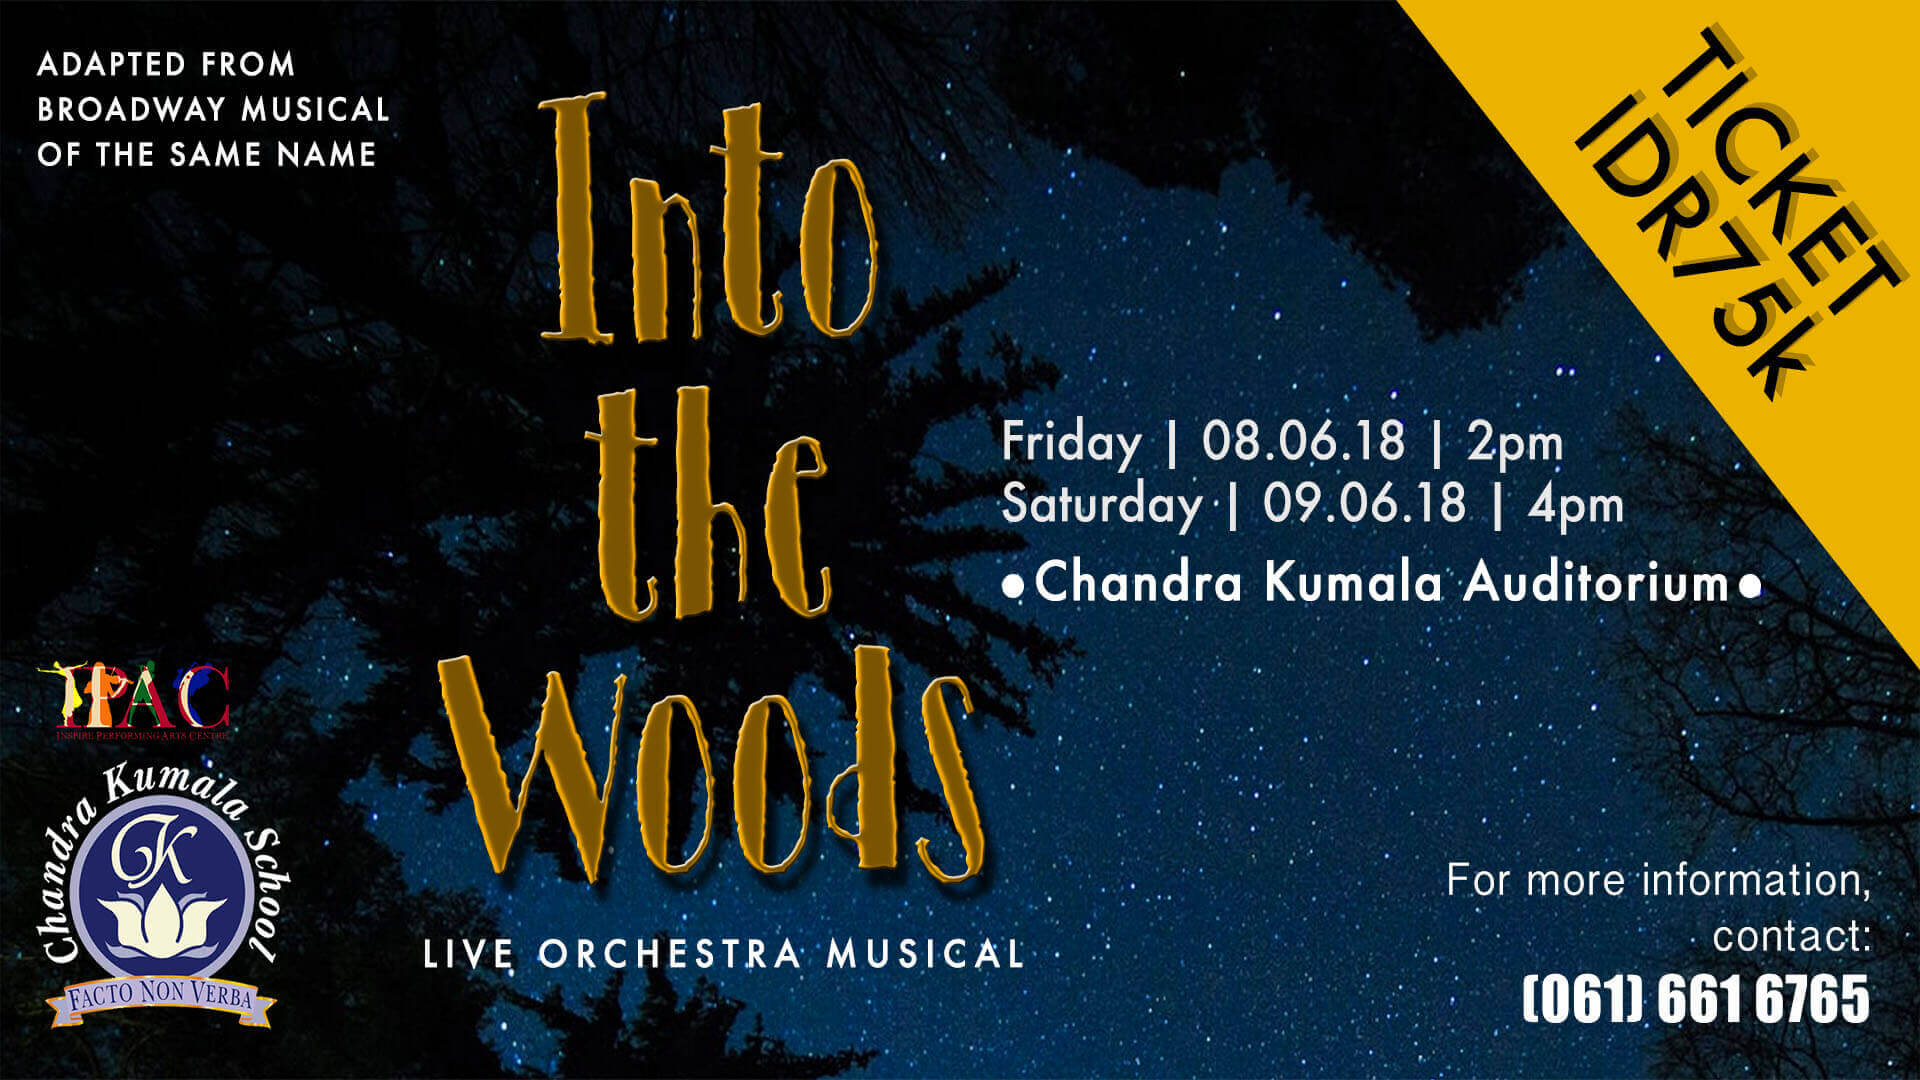 ADAPTED FROM
BROADWAY MUSICAL
OF THE SAME NAME
TICKET
IDR75k
Into
the
Woods
LIVE ORCHESTRA MUSICAL
Friday | 08.06.18 | 2pm
Saturday | 09.06.18 | 4pm
•Chandra Kumala Auditorium•
IPAC
INSPIRE PERFORMING ARTS CENTRE
Chandra Kumala School
CK
FACTO NON VERBA
For more information,
contact:
(061) 661 6765